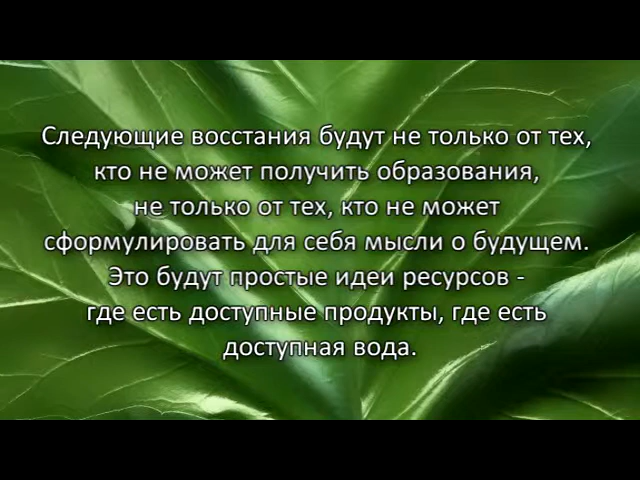 Следующие восстания будут не только от тех,
кто не может получить образования,
не только от тех, кто не может
сформулировать для себя мысли о будущем.
Это будут простые идеи ресурсов -
где есть доступные продукты, где есть
доступная вода.